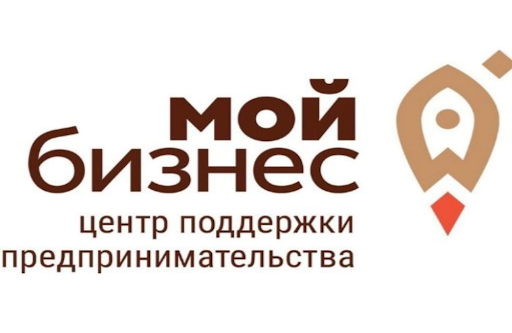 мой
бизнес
центр поддержки
предпринимательства